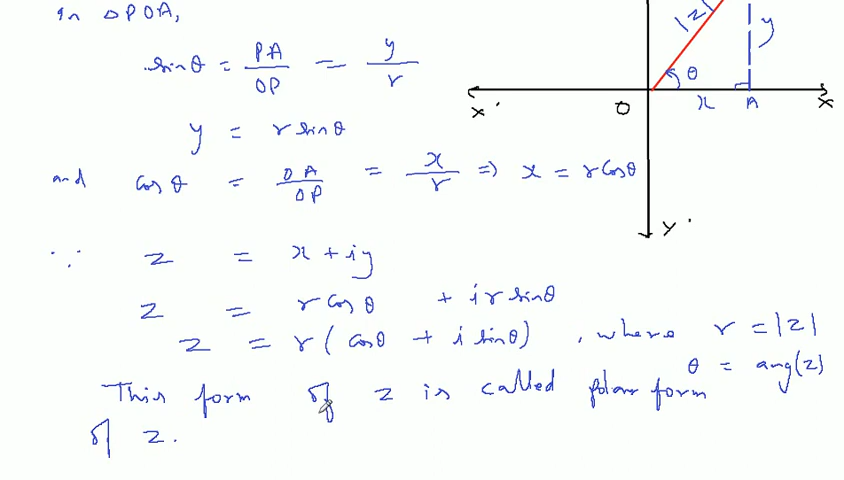 In △POA,
sinθ = PA/OP = y/r
y = r sinθ
and cosθ = OA/OP = x/r ⇒ x = r cosθ
∵ z = x + iy
z = r cosθ + i r sinθ
z = r ( cosθ + i sinθ) , where r = |z|
θ = arg(z)
This form of z is called polar form
of z.
|z|
y
θ
X' O x A X
Y'